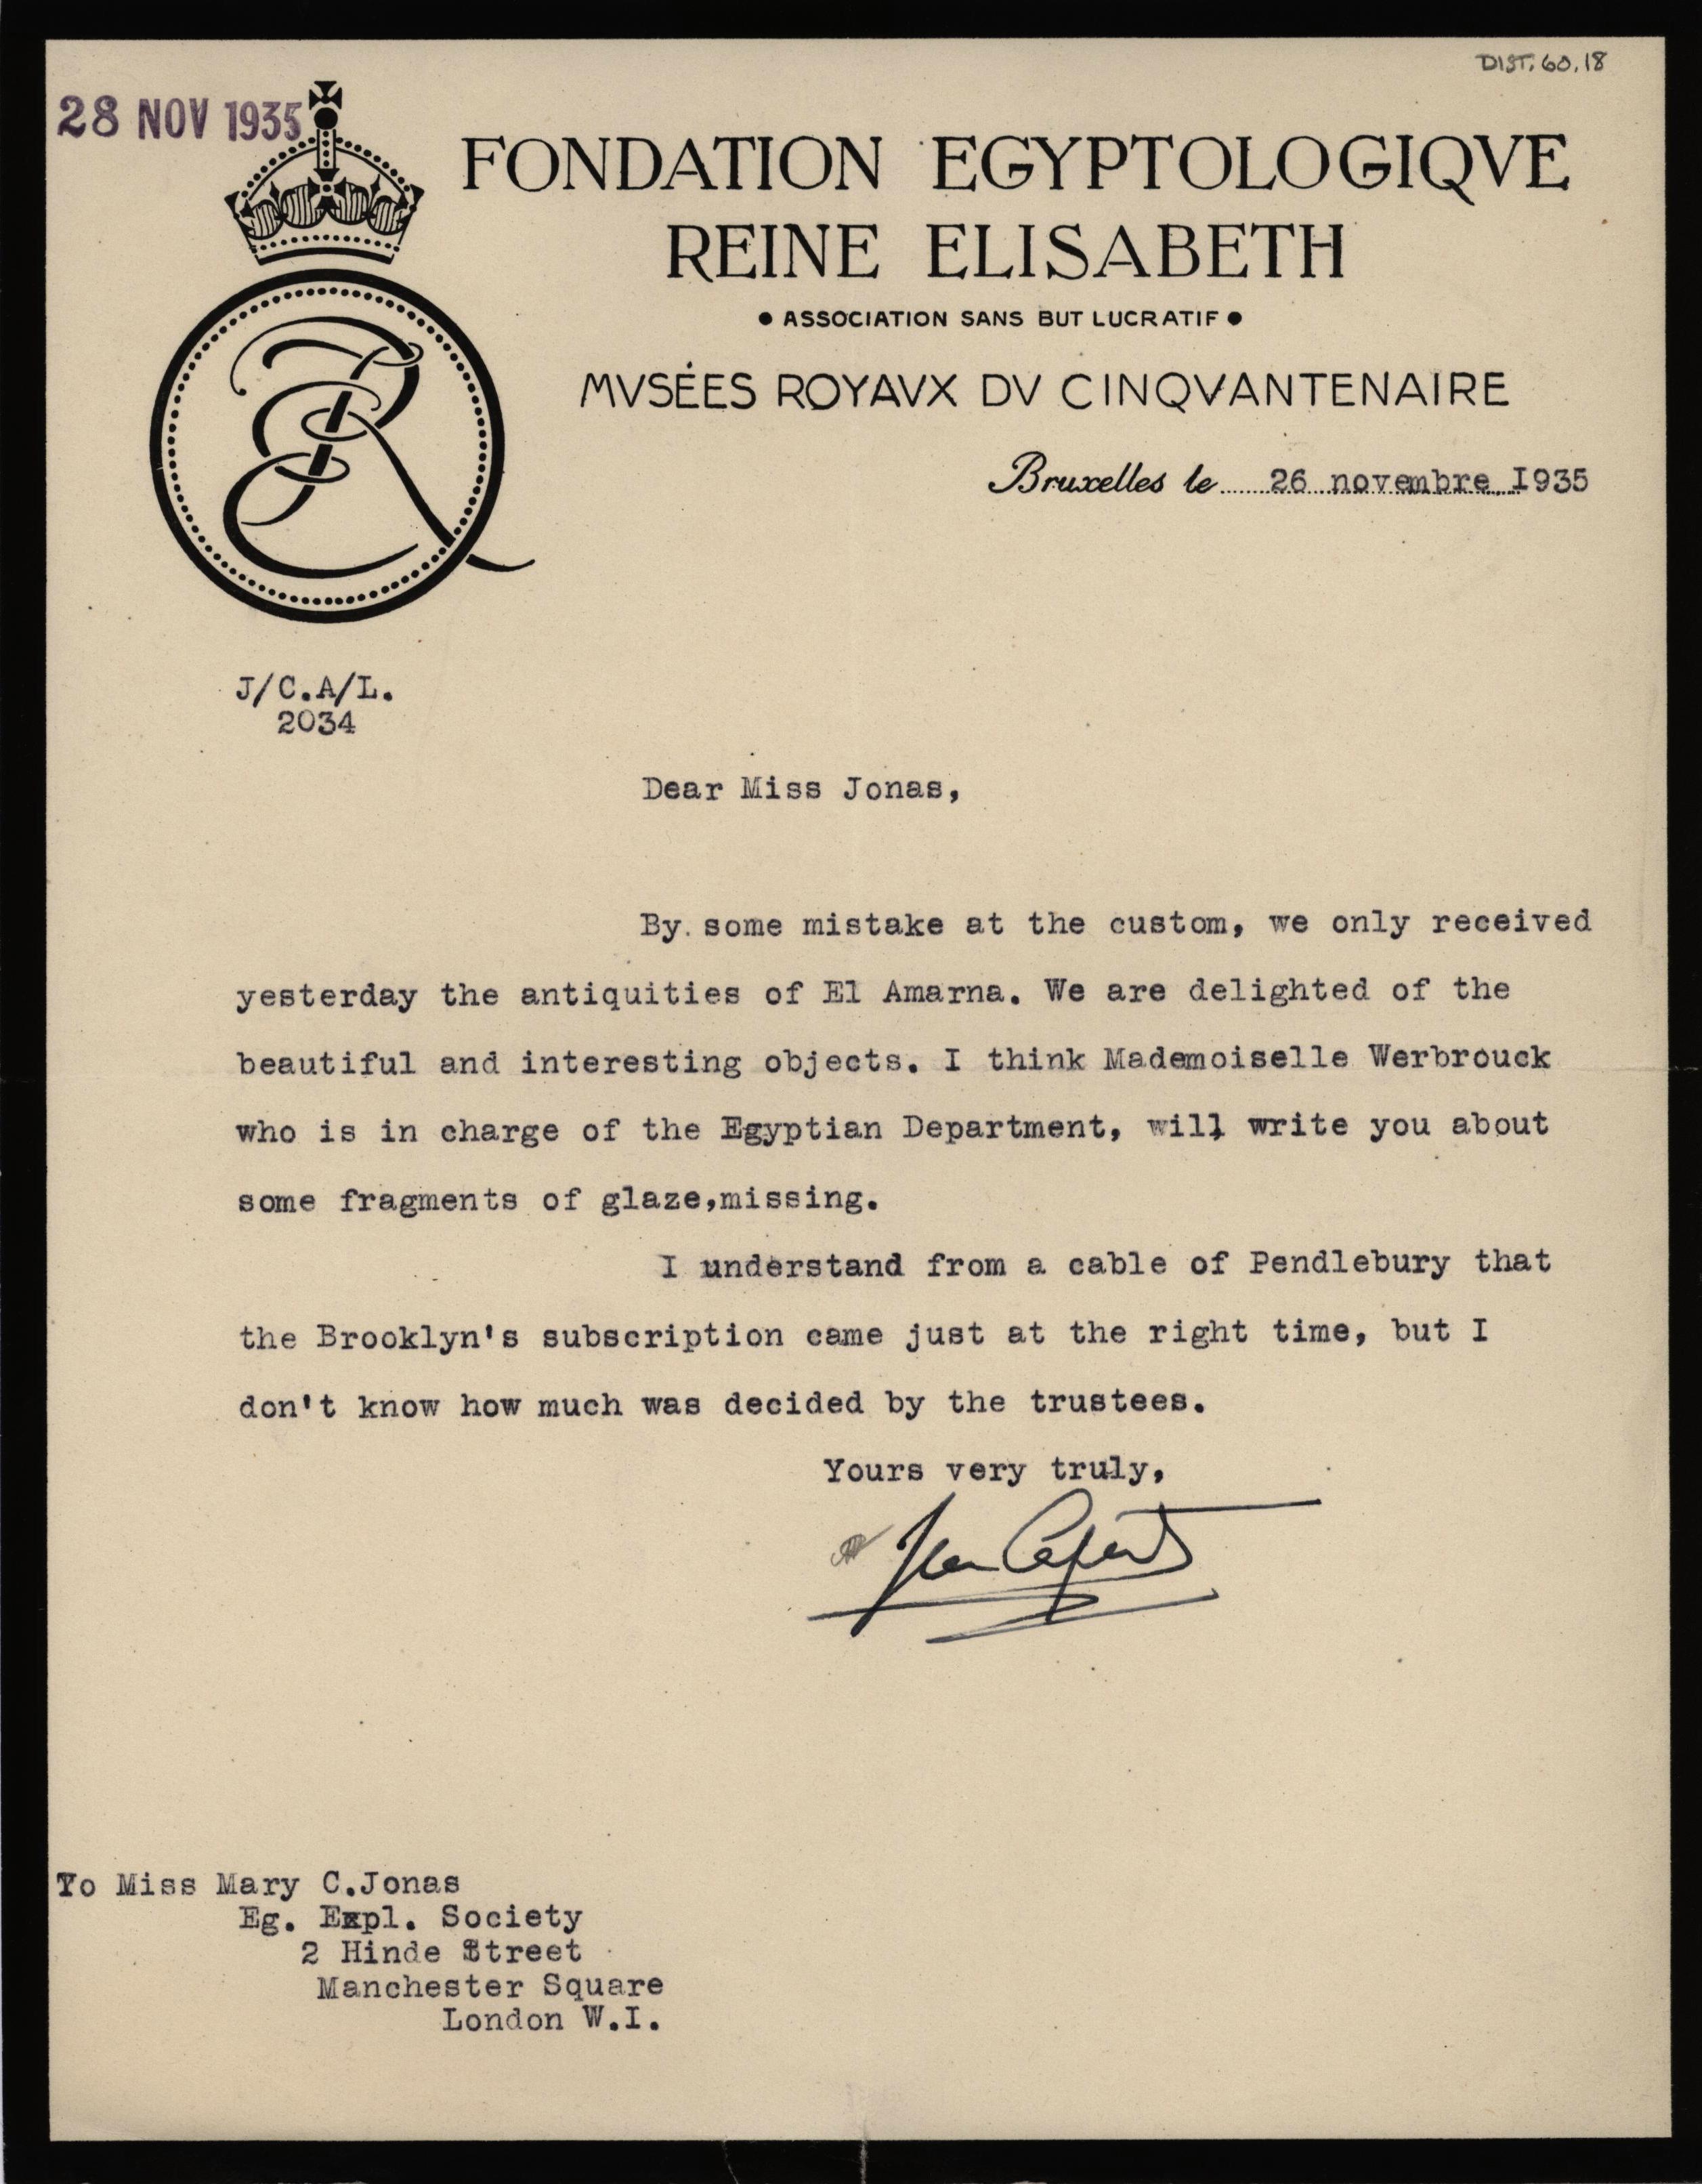 DIST. 60.18
28 NOV 1935
FONDATION EGYPTOLOGIQVE
REINE ELISABETH
• ASSOCIATION SANS BUT LUCRATIF •
MVSÉES ROYAVX DV CINQVANTENAIRE
Bruxelles le 26 novembre 1935
ER
J/C.A/L.
2034
Dear Miss Jonas,
By some mistake at the custom, we only received
yesterday the antiquities of El Amarna. We are delighted of the
beautiful and interesting objects. I think Mademoiselle Werbrouck
who is in charge of the Egyptian Department, will write you about
some fragments of glaze,missing.
I understand from a cable of Pendlebury that
the Brooklyn's subscription came just at the right time, but I
don't know how much was decided by the trustees.
Yours very truly,
Jean Capart
To Miss Mary C.Jonas
Eg. Expl. Society
2 Hinde Street
Manchester Square
London W.I.